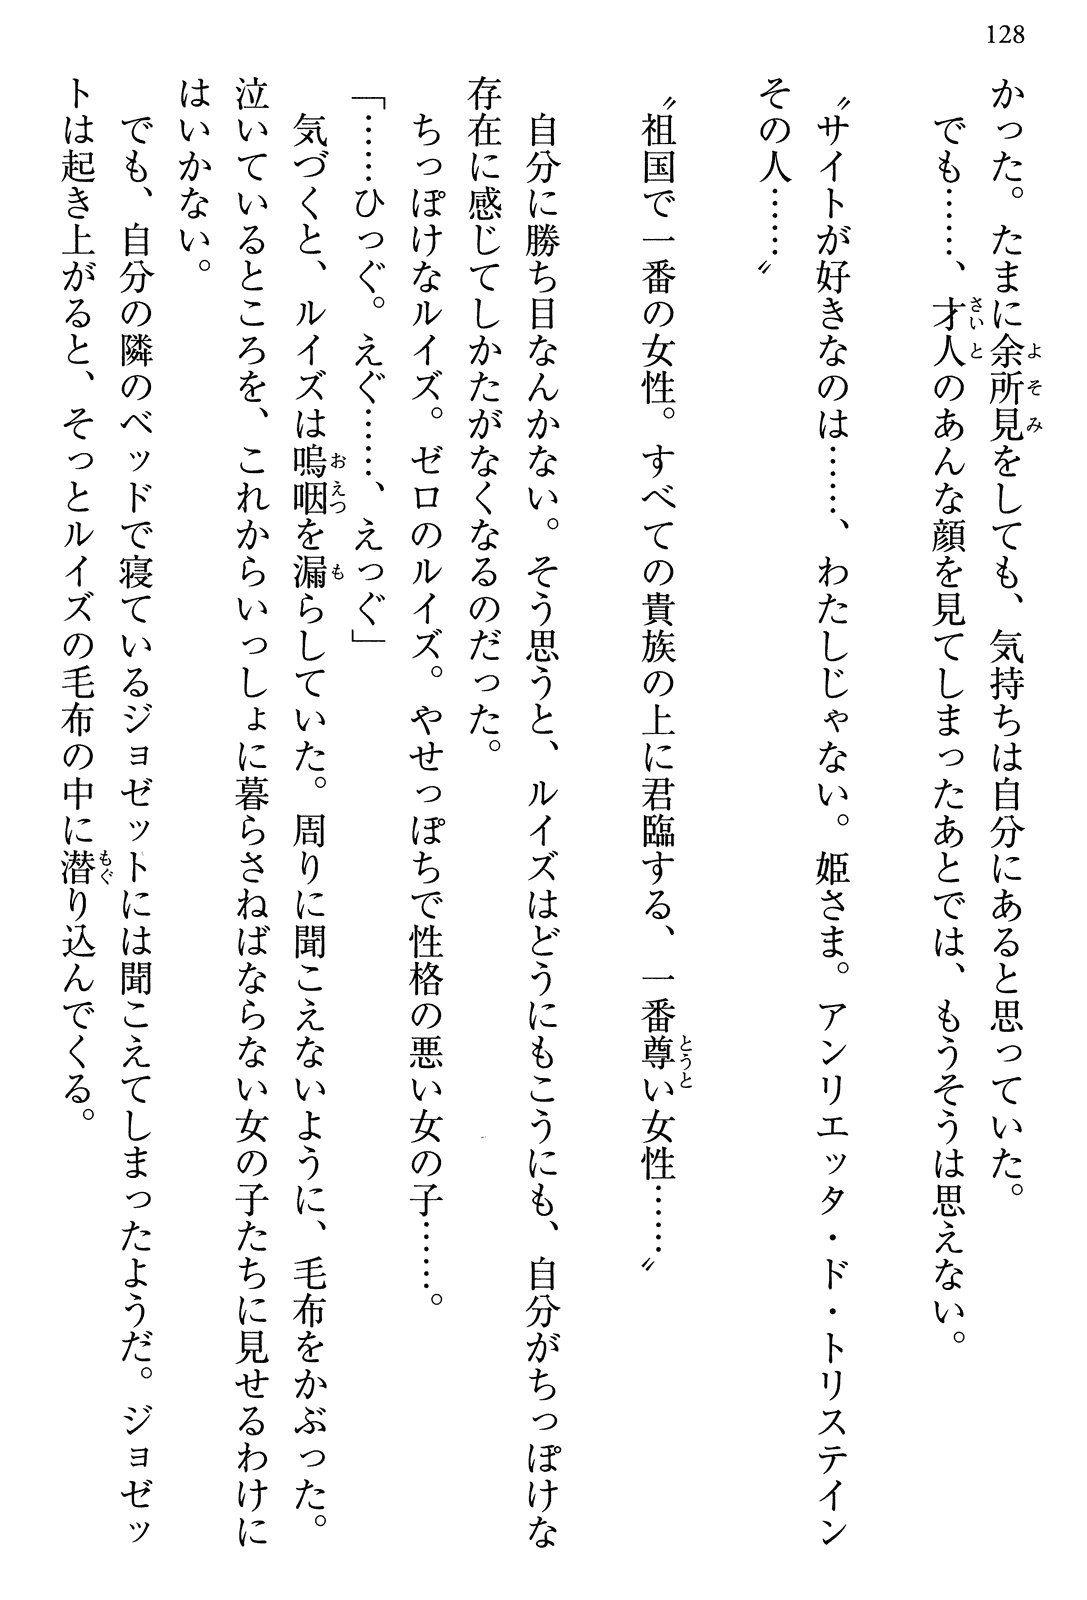 128
かった。たまに余所見をしても、気持ちは自分にあると思っていた。
でも……、才人のあんな顔を見てしまったあとでは、もうそうは思えない。
〝サイトが好きなのは……、わたしじゃない。姫さま。アンリエッタ・ド・トリステイン
その人……〟
〝祖国で一番の女性。すべての貴族の上に君臨する、一番尊い女性……〟
自分に勝ち目なんかない。そう思うと、ルイズはどうにもこうにも、自分がちっぽけな
存在に感じてしかたがなくなるのだった。
ちっぽけなルイズ。ゼロのルイズ。やせっぽちで性格の悪い女の子……。
「……ひっぐ。えぐ……、えっぐ」
気づくと、ルイズは嗚咽を漏らしていた。周りに聞こえないように、毛布をかぶった。
泣いているところを、これからいっしょに暮らさねばならない女の子たちに見せるわけに
はいかない。
でも、自分の隣のベッドで寝ているジョゼットには聞こえてしまったようだ。ジョゼッ
トは起き上がると、そっとルイズの毛布の中に潜り込んでくる。